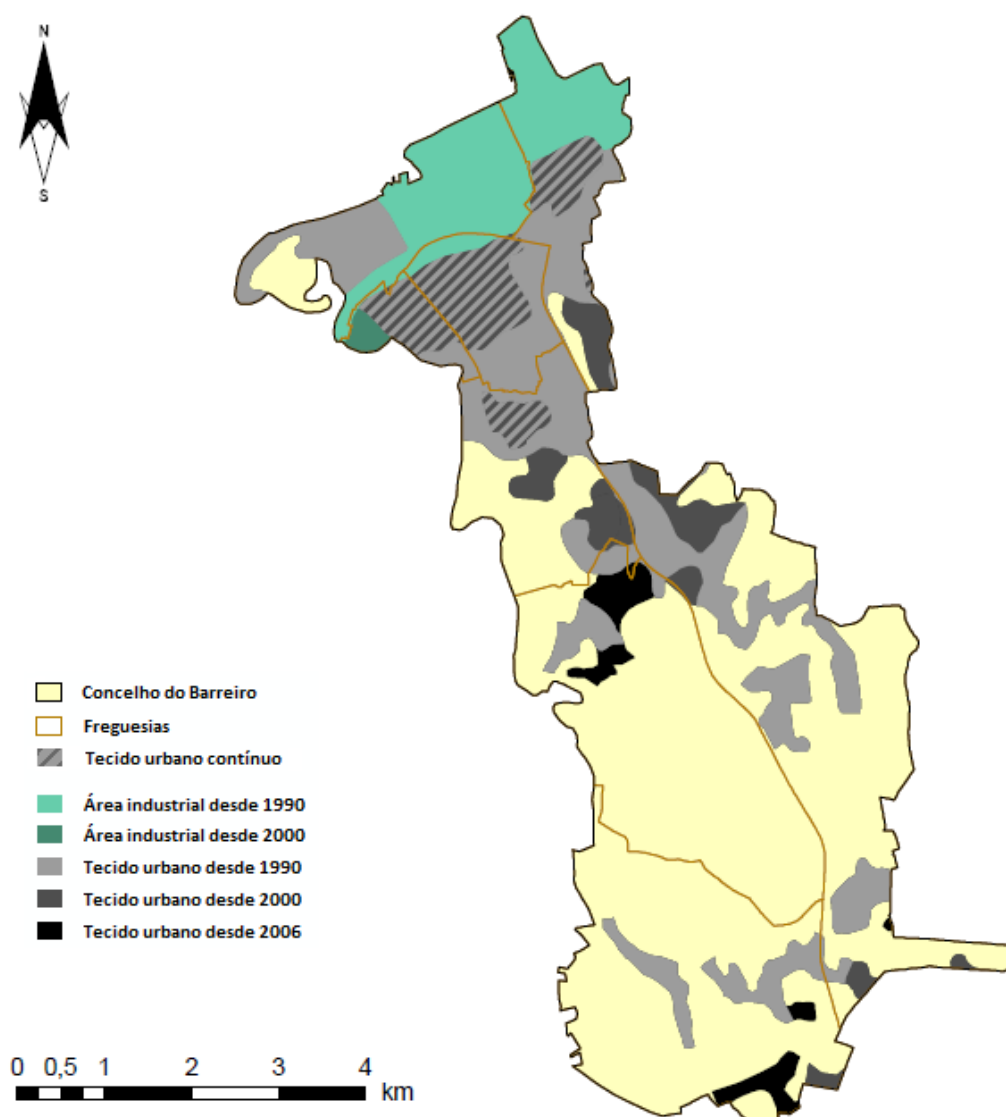 N
S
Concelho do Barreiro
Freguesias
Tecido urbano contínuo
Área industrial desde 1990
Área industrial desde 2000
Tecido urbano desde 1990
Tecido urbano desde 2000
Tecido urbano desde 2006
0 0,5 1 2 3 4
km